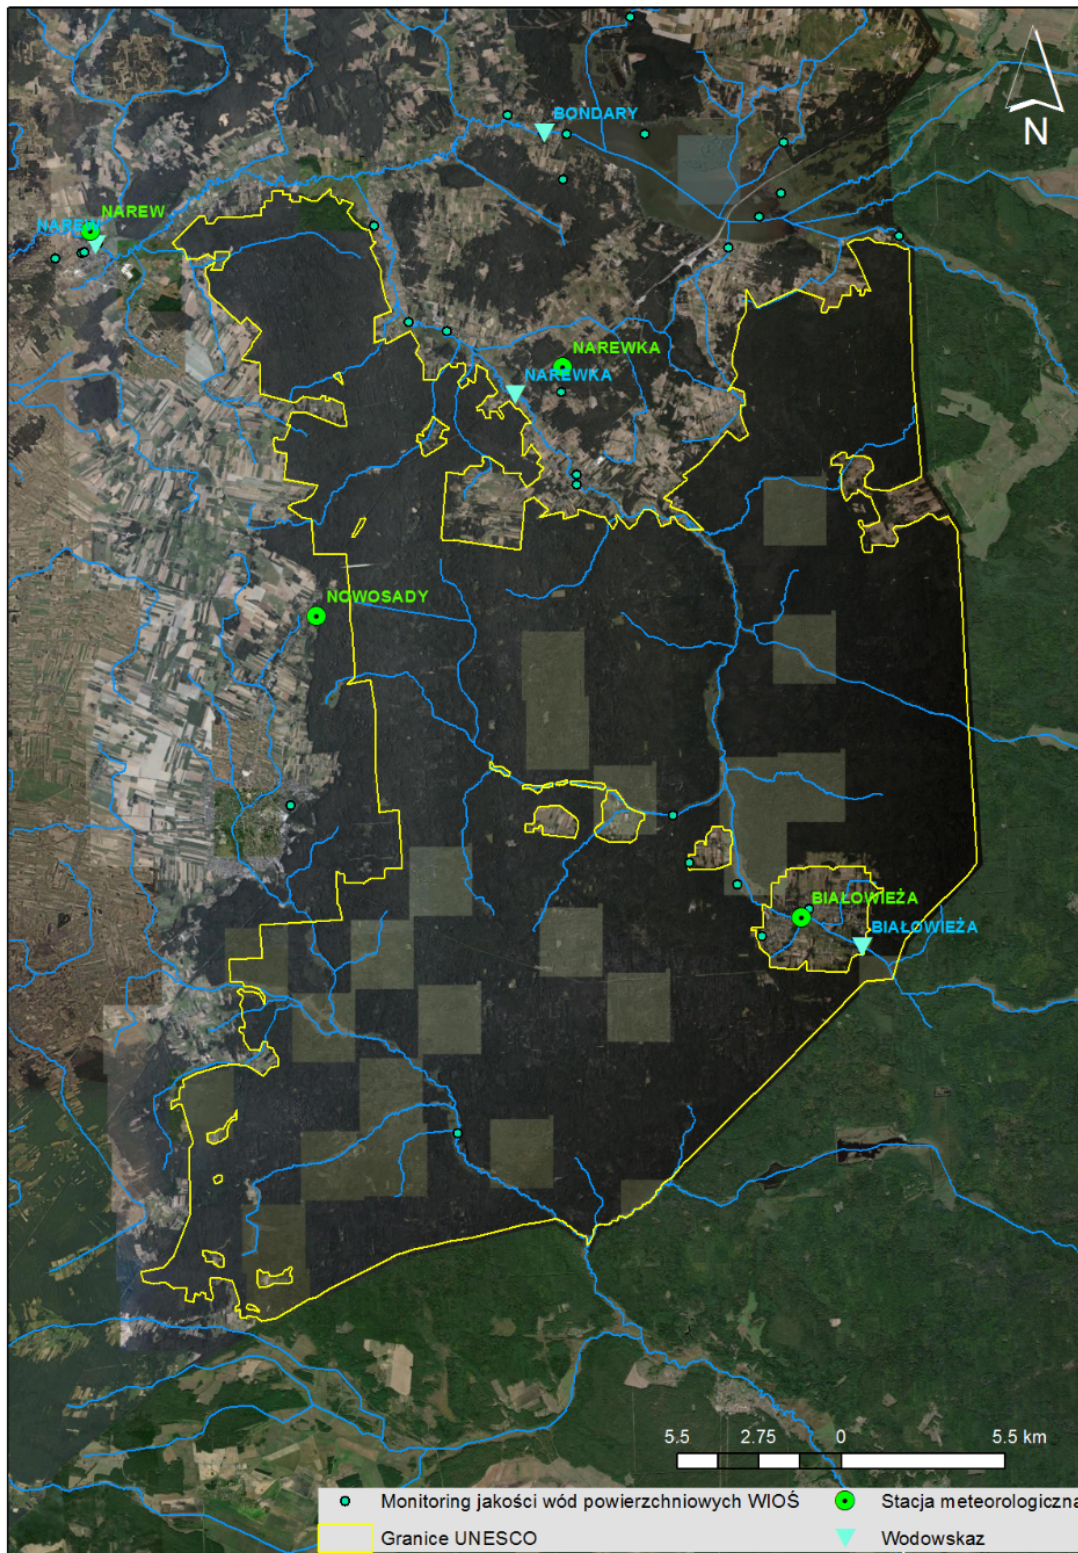 N
BONDARY
NAREW
NAREW
NAREWKA
NAREWKA
NOWOSADY
BIAŁOWIEŻA
BIAŁOWIEŻA
5.5 2.75 0 5.5 km
Monitoring jakości wód powierzchniowych WIOŚ Stacja meteorologiczna
Granice UNESCO Wodowskaz